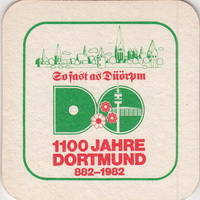 So fast as Düörpm
DO
1100 JAHRE
DORTMUND
882-1982